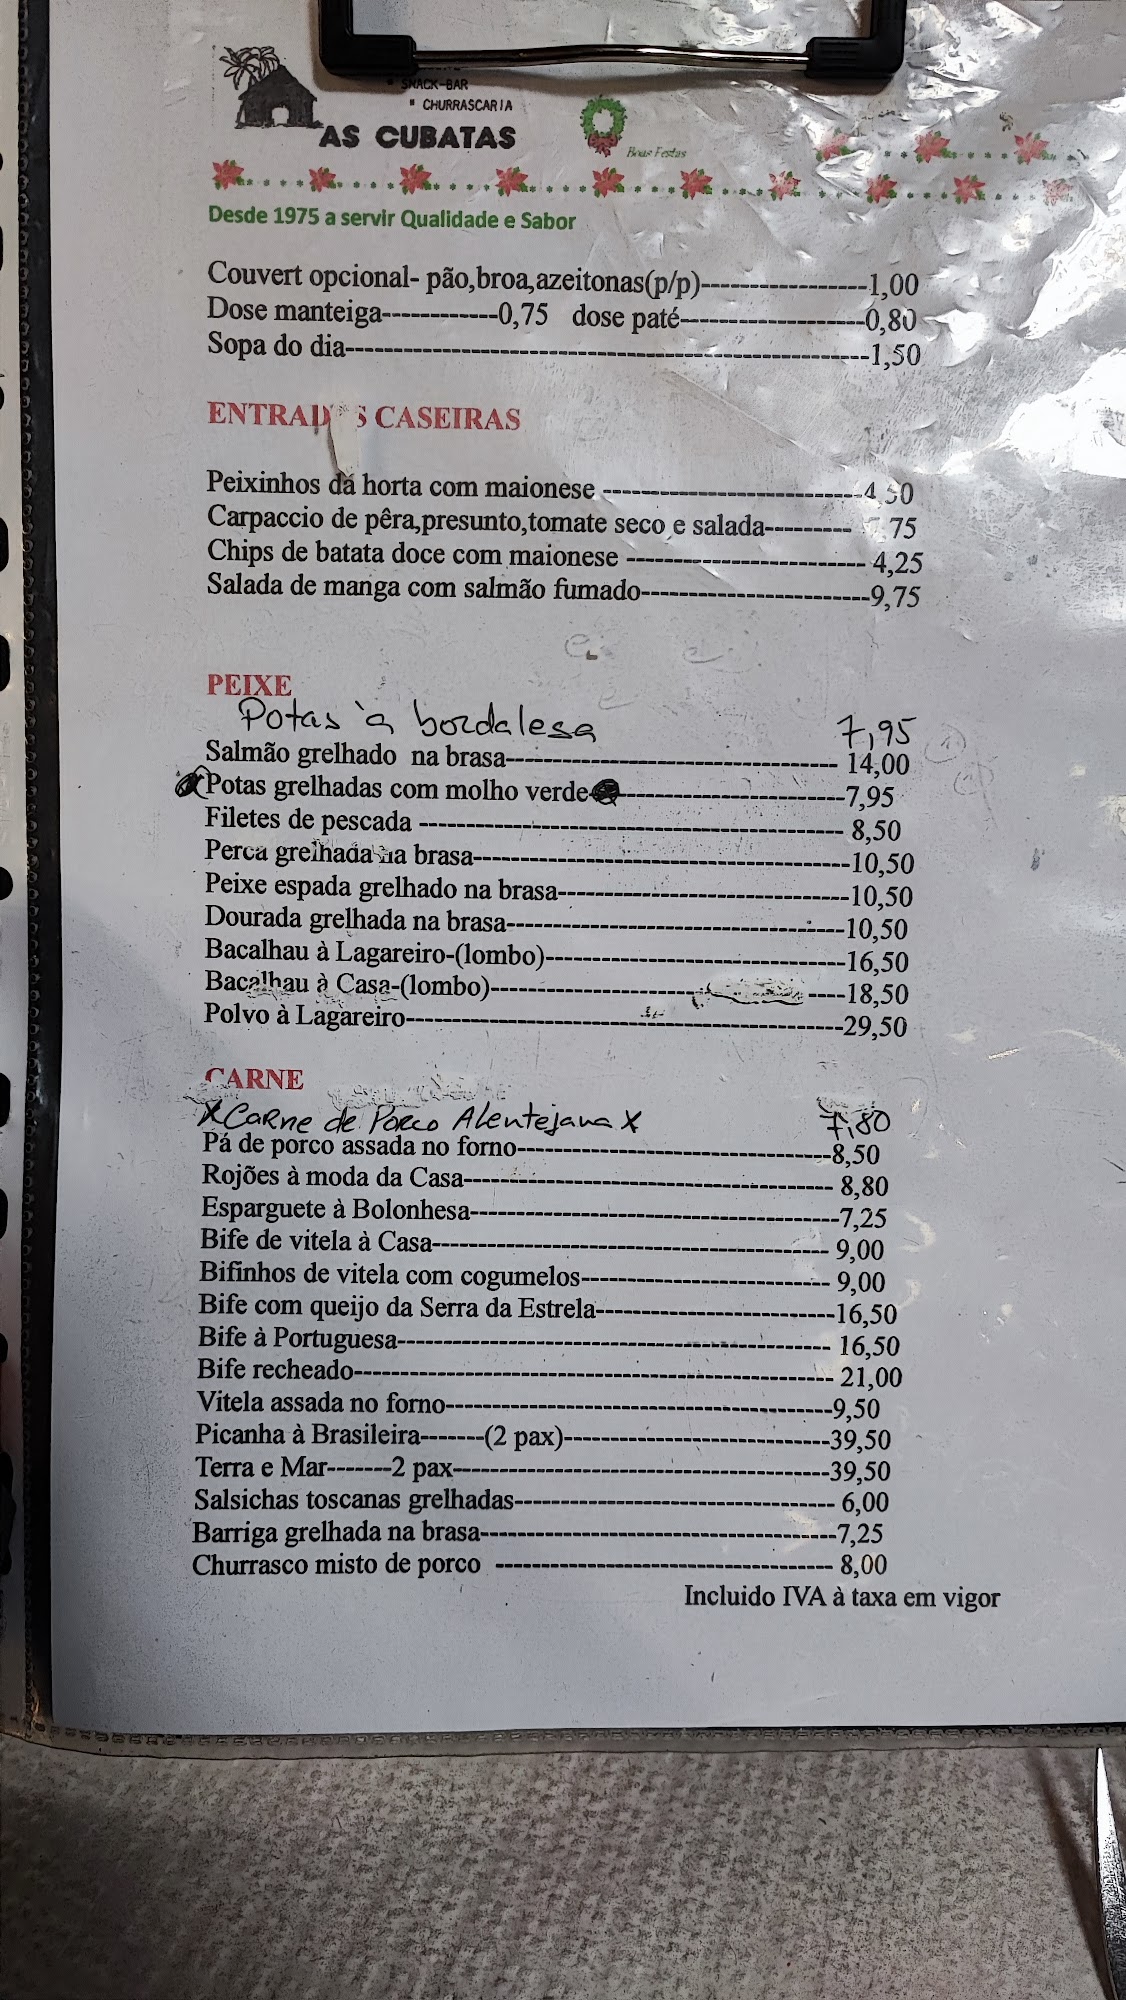 SNACK-BAR
CHURRASCARIA
AS CUBATAS
Boas Festas
Desde 1975 a servir Qualidade e Sabor
Couvert opcional- pão,broa,azeitonas(p/p)-----------------1,00
Dose manteiga------------0,75 dose paté-------------------0,80
Sopa do dia------------------------------------------------------1,50
ENTRADAS CASEIRAS
Peixinhos da horta com maionese ---------------------------4,50
Carpaccio de pêra,presunto,tomate seco e salada--------- 75
Chips de batata doce com maionese ------------------------- 4,25
Salada de manga com salmão fumado------------------------9,75
PEIXE
Potas à bordalesa 7,95
Salmão grelhado na brasa----------------------------------- 14,00
Potas grelhadas com molho verde-------------------------7,95
Filetes de pescada --------------------------------------------- 8,50
Perca grelhada na brasa----------------------------------------10,50
Peixe espada grelhado na brasa-------------------------------10,50
Dourada grelhada na brasa------------------------------------10,50
Bacalhau à Lagareiro-(lombo)--------------------------------16,50
Bacalhau à Casa-(lombo)-------------------------- ----18,50
Polvo à Lagareiro----------------------------------------------29,50
CARNE
X Carne de Porco Alentejana X 7,80
Pá de porco assada no forno---------------------------------8,50
Rojões à moda da Casa--------------------------------------- 8,80
Esparguete à Bolonhesa---------------------------------------7,25
Bife de vitela à Casa------------------------------------------ 9,00
Bifinhos de vitela com cogumelos-------------------------- 9,00
Bife com queijo da Serra da Estrela-------------------------16,50
Bife à Portuguesa---------------------------------------------- 16,50
Bife recheado--------------------------------------------------- 21,00
Vitela assada no forno-----------------------------------------9,50
Picanha à Brasileira-------(2 pax)----------------------------39,50
Terra e Mar-------2 pax----------------------------------------39,50
Salsichas toscanas grelhadas---------------------------------- 6,00
Barriga grelhada na brasa--------------------------------------7,25
Churrasco misto de porco ------------------------------------ 8,00
Incluido IVA à taxa em vigor